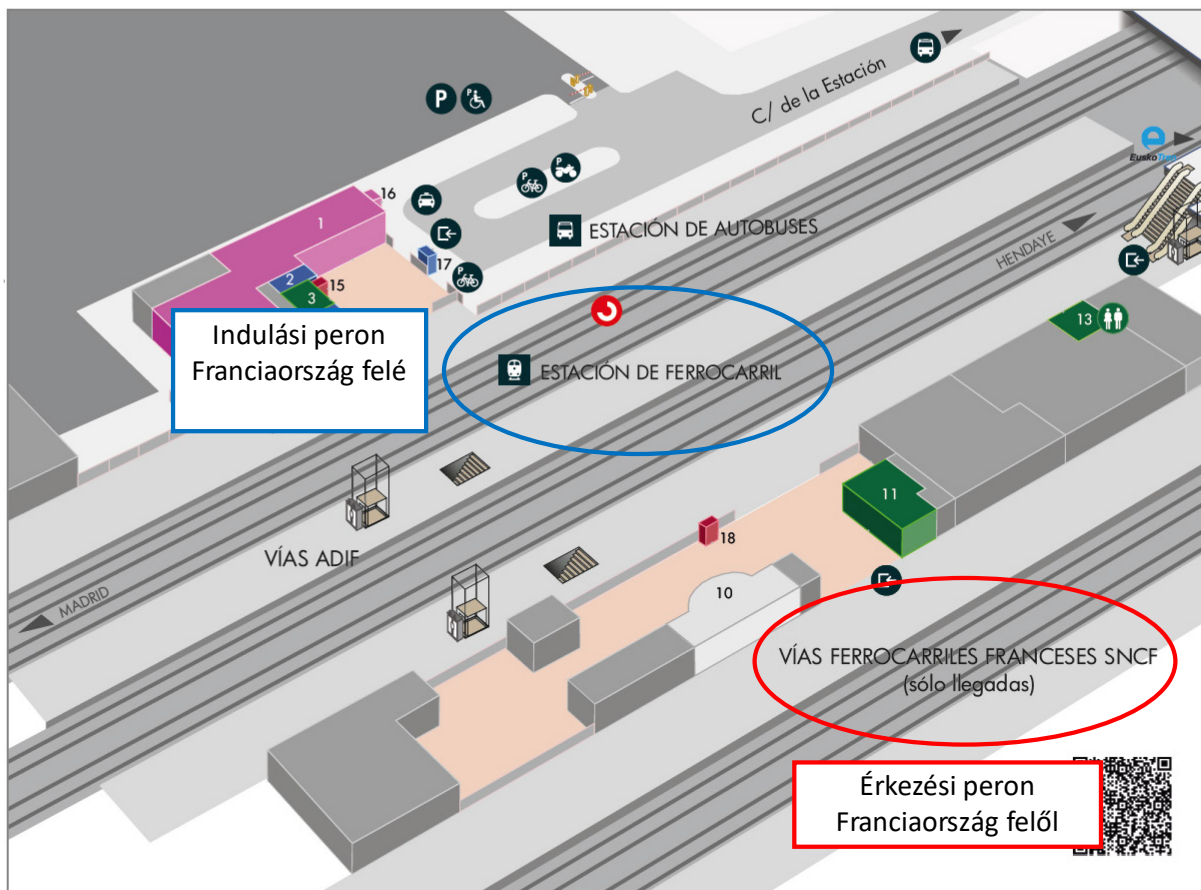 C/ de la Estación
P
P
EuskoTren
16
1
P
P
ESTACIÓN DE AUTOBUSES
17
P
HENDAYE
2
15
3
13
Indulási peron
Franciaország felé
ESTACIÓN DE FERROCARRIL
11
18
VÍAS ADIF
10
MADRID
VÍAS FERROCARRILES FRANCESES SNCF
(sólo llegadas)
Érkezési peron
Franciaország felől